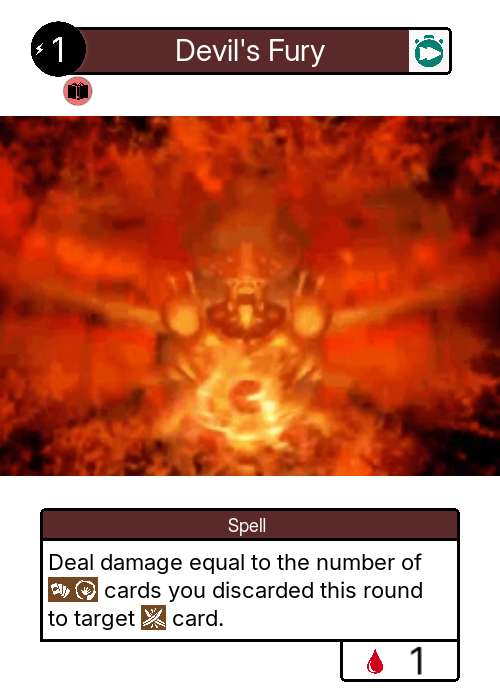 1
Devil's Fury
Spell
Deal damage equal to the number of
cards you discarded this round
to target card.
1